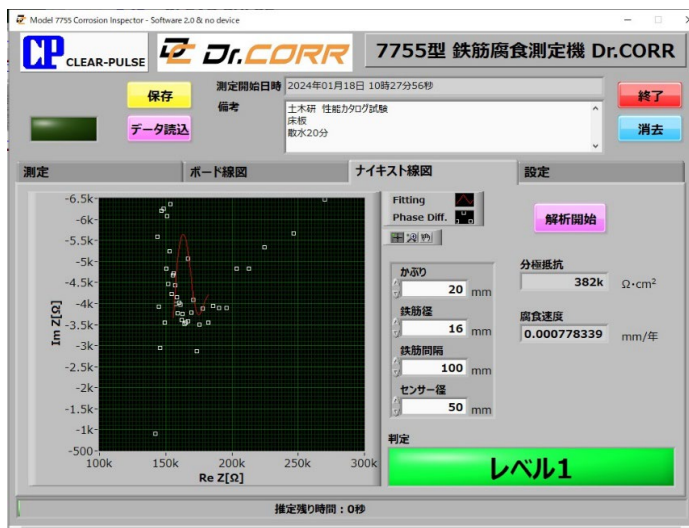 Model 7755 Corrosion Inspector - Software 2.0 & no device
CP CLEAR-PULSE
Dr.CORR
7755型 鉄筋腐食測定機 Dr.CORR
保存
データ読込
測定開始日時 2024年01月18日 10時27分56秒
備考
土木研 性能カタログ試験
床板
散水20分
終了
消去
測定
ボード線図
ナイキスト線図
設定
-6.5k
-6k
-5.5k
-5k
-4.5k
-4k
-3.5k
-3k
-2.5k
-2k
-1.5k
-1k
-500
Im Z[Ω]
100k 150k 200k 250k 300k
Re Z[Ω]
Fitting
Phase Diff.
解析開始
かぶり
20 mm
鉄筋径
16 mm
鉄筋間隔
100 mm
センサー径
50 mm
分極抵抗
382k Ω・cm²
腐食速度
0.000778339 mm/年
判定
レベル1
推定残り時間：0秒